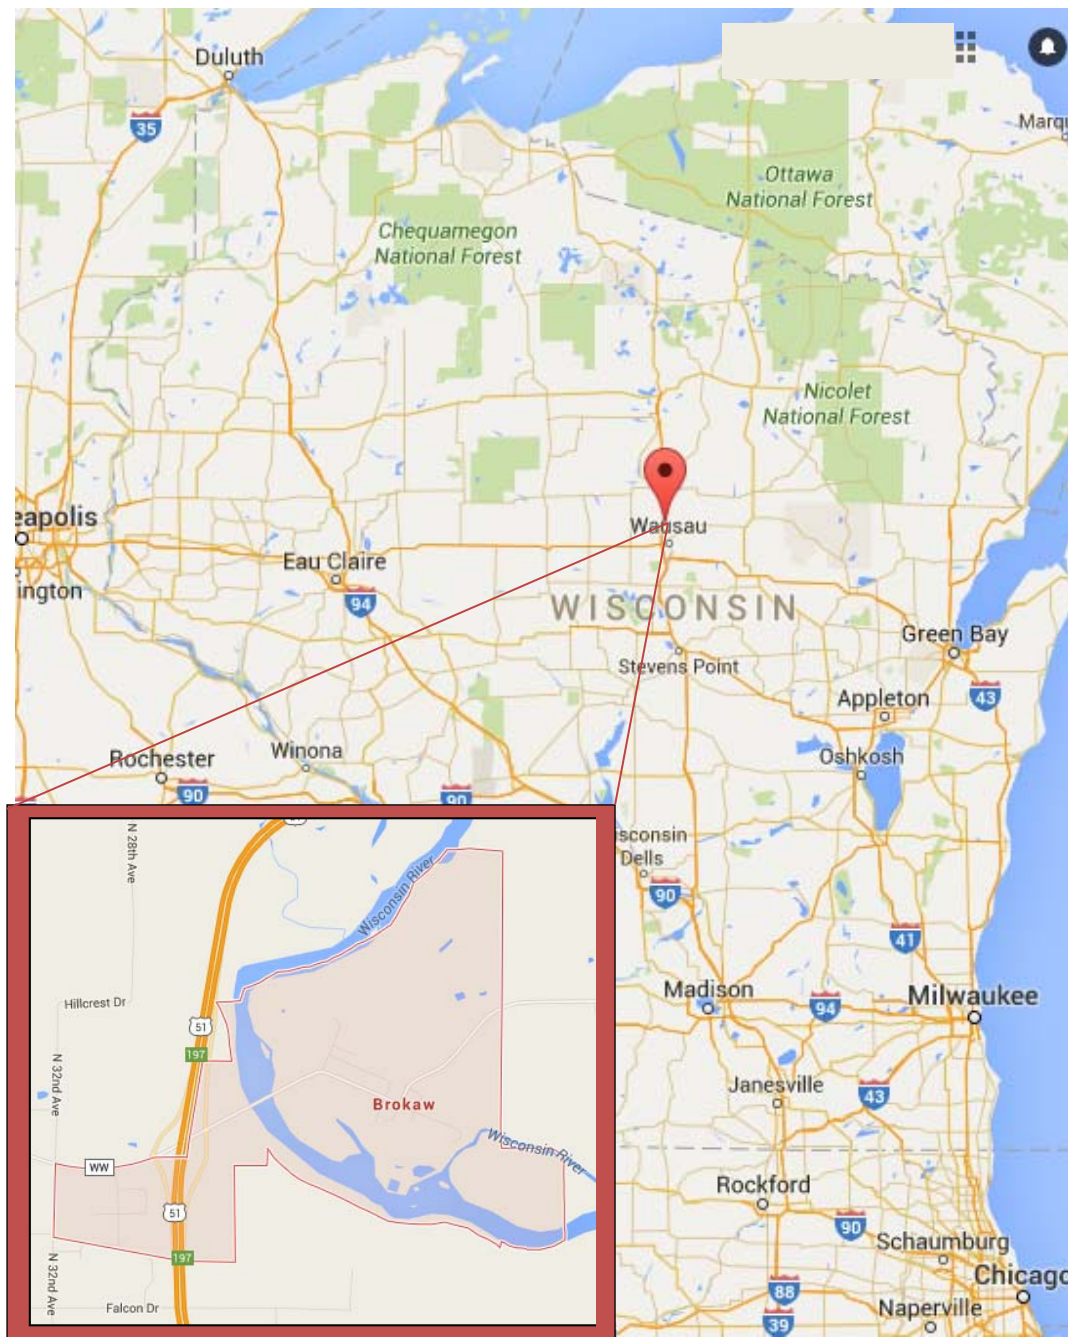 Duluth
35
Marqu
Ottawa
National Forest
Chequamegon
National Forest
Nicolet
National Forest
eapolis
Wausau
Eau Claire
ington
94
WISCONSIN
Green Bay
Stevens Point
43
Appleton
Rochester
Winona
Oshkosh
90
90
isconsin
Dells
90
41
Madison
94
Milwaukee
Janesville
43
Rockford
90
Schaumburg
Chicago
88
Naperville
39
N 28th Ave
Wisconsin River
Hillcrest Dr
51
197
N 32nd Ave
Brokaw
Wisconsin River
WW
51
197
N 32nd Ave
Falcon Dr